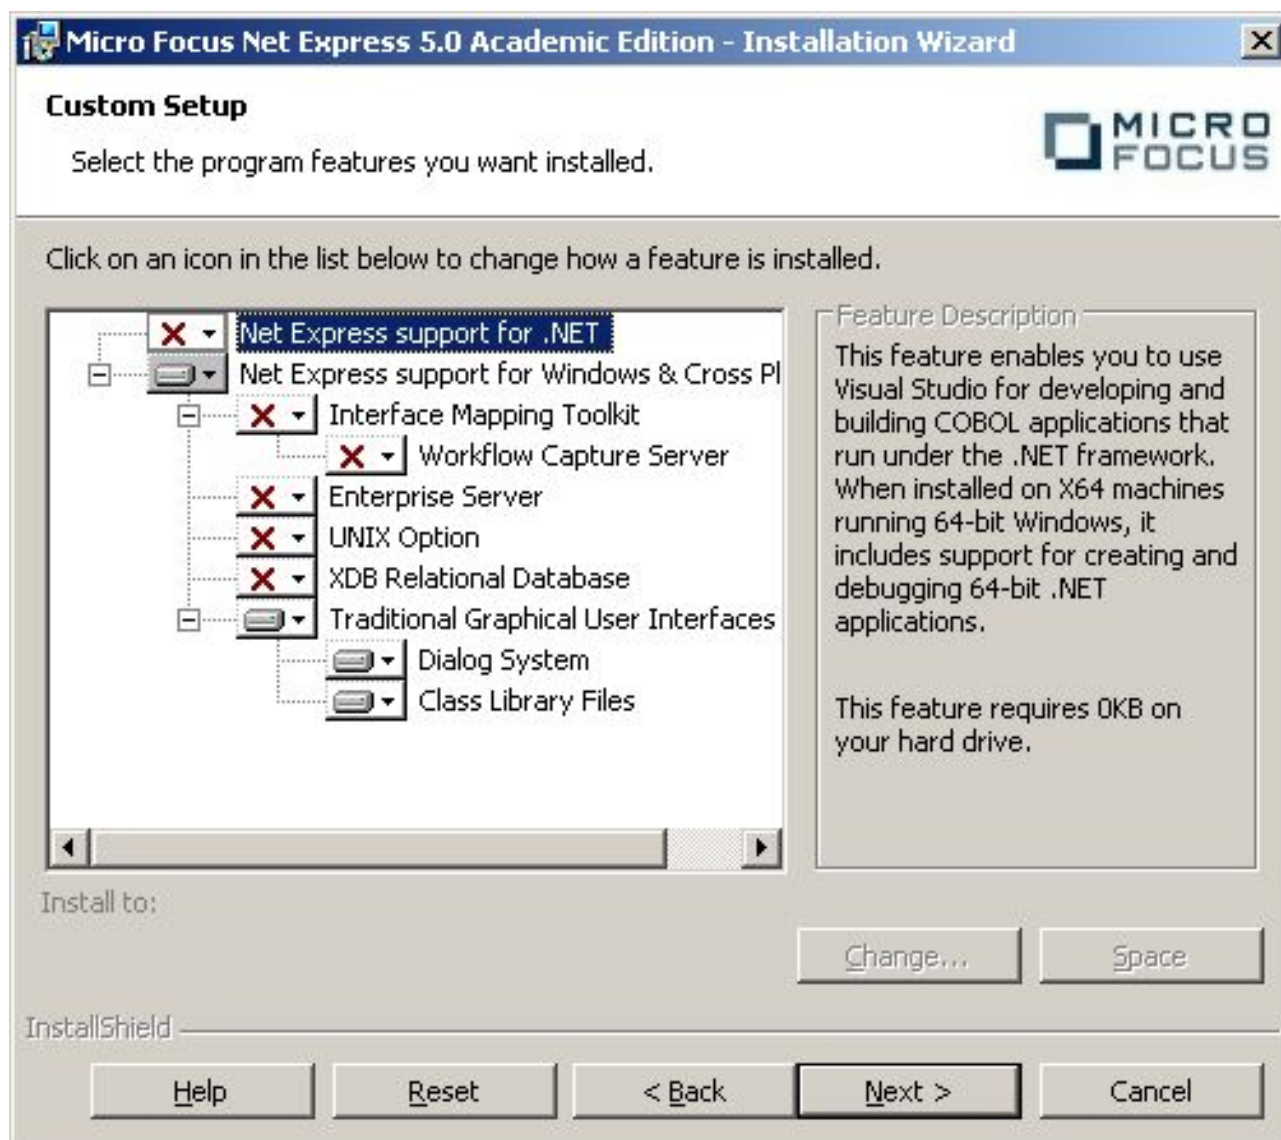 Micro Focus Net Express 5.0 Academic Edition - Installation Wizard
Custom Setup
Select the program features you want installed.
MICRO
FOCUS
Click on an icon in the list below to change how a feature is installed.
Net Express support for .NET
Net Express support for Windows & Cross Pl
Interface Mapping Toolkit
Workflow Capture Server
Enterprise Server
UNIX Option
XDB Relational Database
Traditional Graphical User Interfaces
Dialog System
Class Library Files
Feature Description
This feature enables you to use
Visual Studio for developing and
building COBOL applications that
run under the .NET framework.
When installed on X64 machines
running 64-bit Windows, it
includes support for creating and
debugging 64-bit .NET
applications.
This feature requires 0KB on
your hard drive.
Install to:
Change...
Space
InstallShield
Help
Reset
< Back
Next >
Cancel